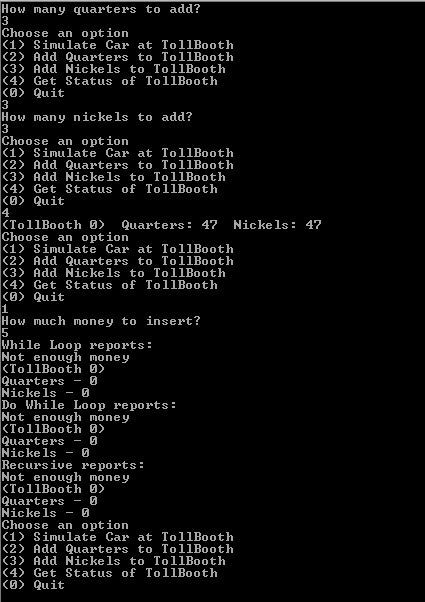 How many quarters to add?
3
Choose an option
(1) Simulate Car at TollBooth
(2) Add Quarters to TollBooth
(3) Add Nickels to TollBooth
(4) Get Status of TollBooth
(0) Quit
3
How many nickels to add?
3
Choose an option
(1) Simulate Car at TollBooth
(2) Add Quarters to TollBooth
(3) Add Nickels to TollBooth
(4) Get Status of TollBooth
(0) Quit
4
(TollBooth 0)  Quarters: 47  Nickels: 47
Choose an option
(1) Simulate Car at TollBooth
(2) Add Quarters to TollBooth
(3) Add Nickels to TollBooth
(4) Get Status of TollBooth
(0) Quit
1
How much money to insert?
5
While Loop reports:
Not enough money
(TollBooth 0)
Quarters - 0
Nickels - 0
Do While Loop reports:
Not enough money
(TollBooth 0)
Quarters - 0
Nickels - 0
Recursive reports:
Not enough money
(TollBooth 0)
Quarters - 0
Nickels - 0
Choose an option
(1) Simulate Car at TollBooth
(2) Add Quarters to TollBooth
(3) Add Nickels to TollBooth
(4) Get Status of TollBooth
(0) Quit